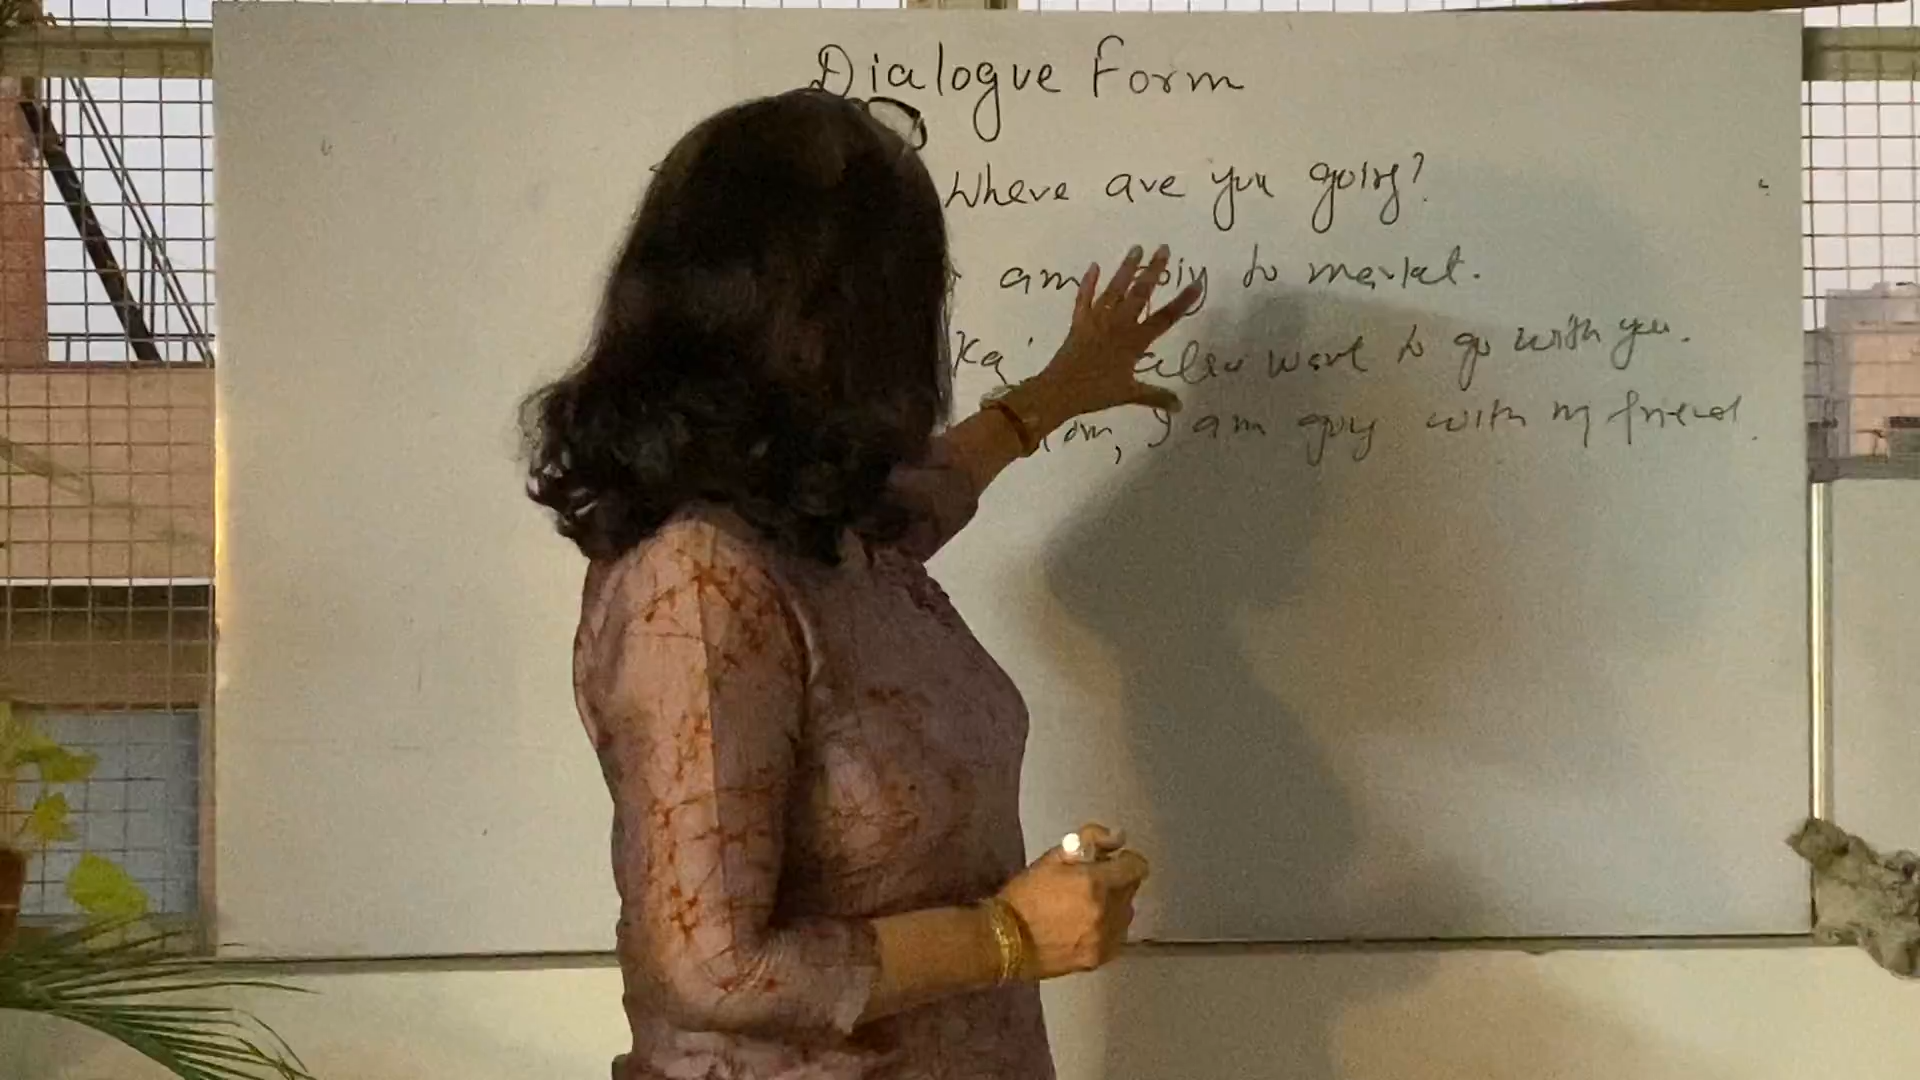 Dialogue Form
Where are you going?
am to market.
also want to go with you.
I am going with my friend.